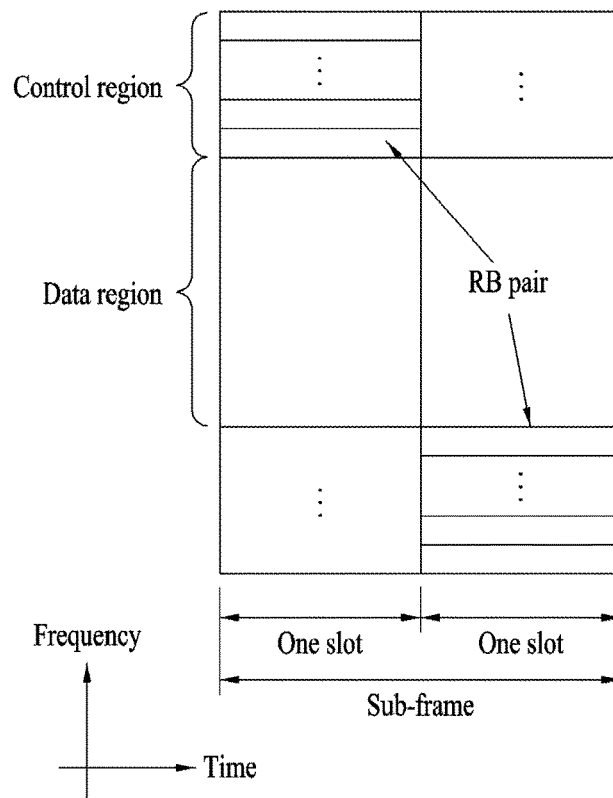 Control region
Data region
RB pair
One slot
One slot
Sub-frame
Frequency
Time